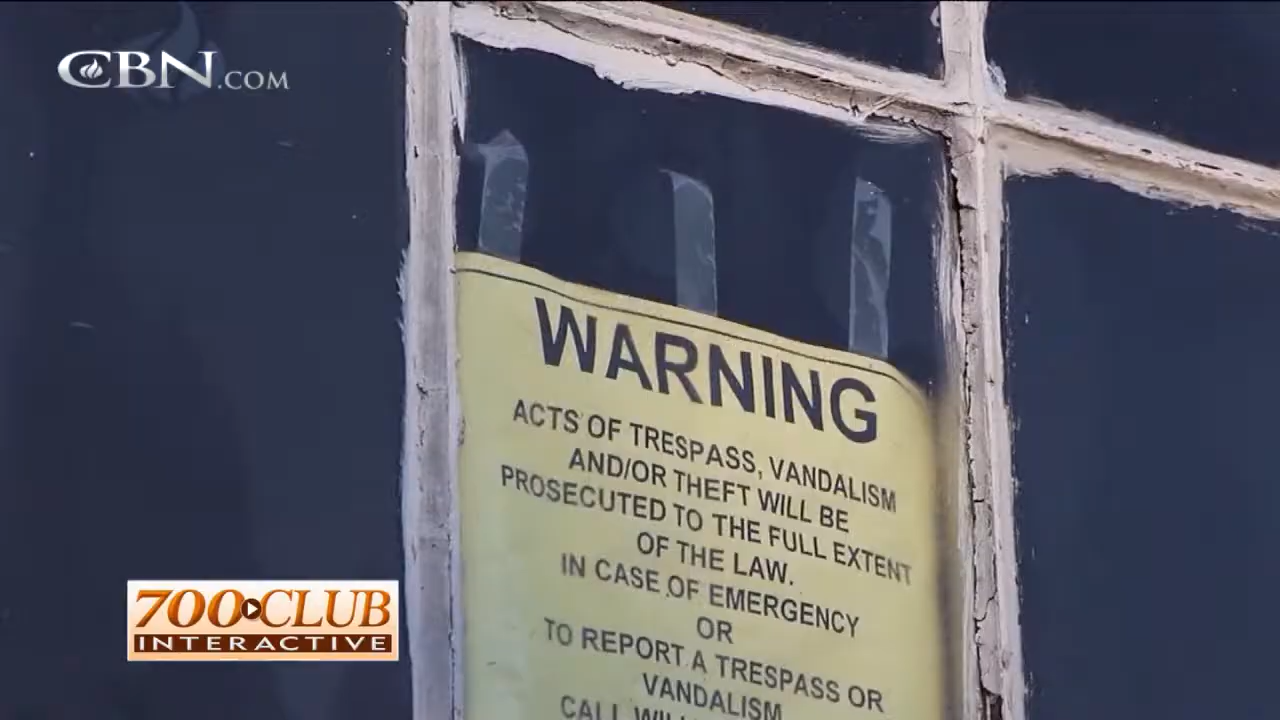 CBN.COM
WARNING
ACTS OF TRESPASS, VANDALISM
AND/OR THEFT WILL BE
PROSECUTED TO THE FULL EXTENT
OF THE LAW.
IN CASE OF EMERGENCY
OR
TO REPORT A TRESPASS OR
VANDALISM
CALL
700 CLUB
INTERACTIVE